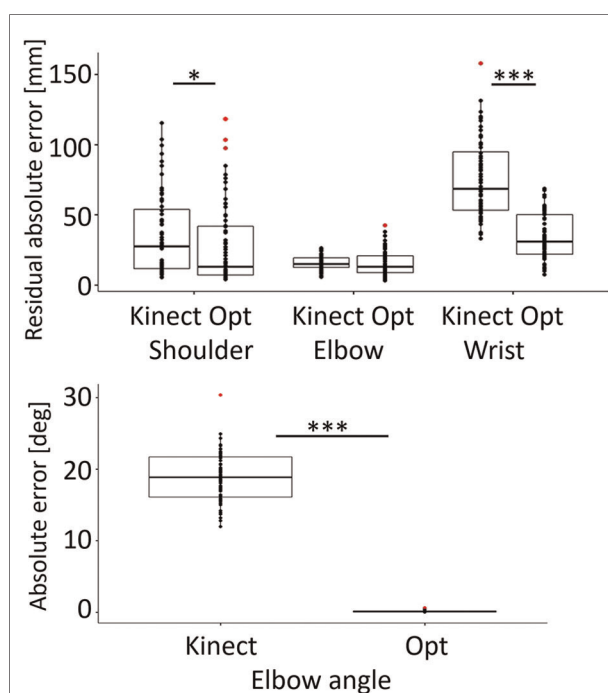 Residual absolute error [mm]
150
100
50
0
*
***
Kinect Opt Kinect Opt Kinect Opt
Shoulder Elbow Wrist
Absolute error [deg]
30
20
10
0
***
Kinect Opt
Elbow angle